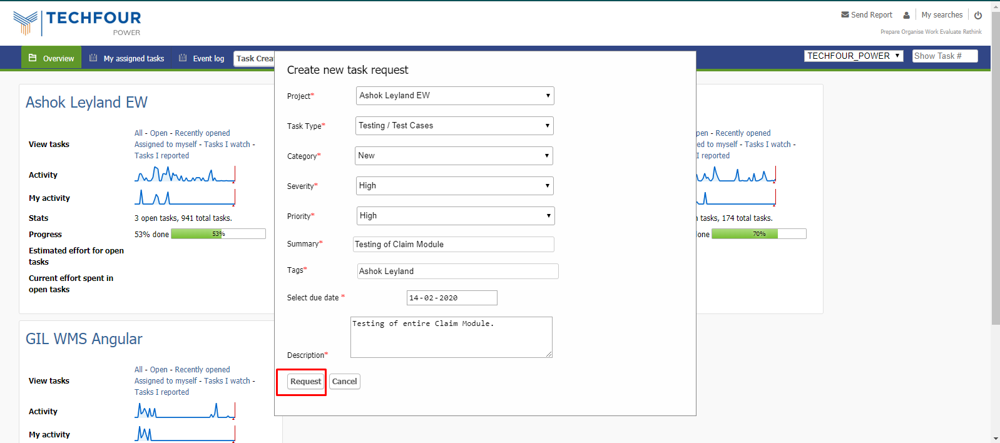 TECHFOUR
POWER
Send Report
My searches
Prepare Organise Work Evaluate Rethink
Overview
My assigned tasks
Event log
Task Crea
TECHFOUR_POWER
Show Task #
Ashok Leyland EW
View tasks
All - Open - Recently opened
Assigned to myself - Tasks I watch -
Tasks I reported
Activity
My activity
Stats
3 open tasks, 941 total tasks.
Progress
53% done
53%
Estimated effort for open
tasks
Current effort spent in
open tasks
Create new task request
Project*
Ashok Leyland EW
Task Type*
Testing / Test Cases
Category*
New
Severity*
High
Priority*
High
Summary*
Testing of Claim Module
Tags*
Ashok Leyland
Select due date *
14-02-2020
Testing of entire Claim Module.
Description*
Request
Cancel
pen - Recently opened
ed to myself - Tasks I watch -
I reported
tasks, 174 total tasks.
one
70%
GIL WMS Angular
View tasks
All - Open - Recently opened
Assigned to myself - Tasks I watch -
Tasks I reported
Activity
My activity